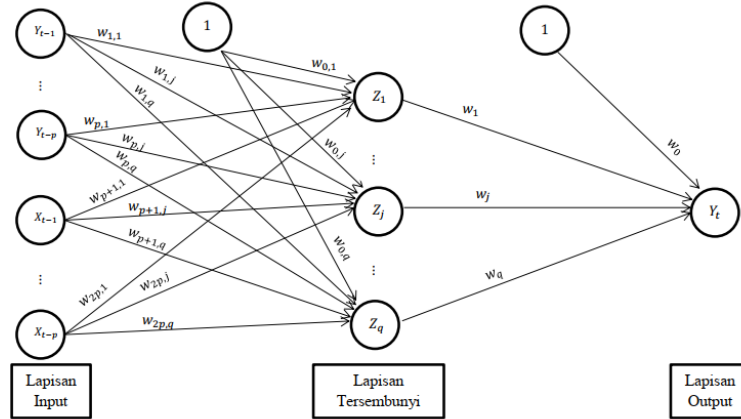 Y_{t-1}
1
1
w_{1,1}
w_{0,1}
w_{1,j}
w_{1,q}
Z_1
w_1
⋮
Y_{t-p}
w_{p,1}
w_{p,j}
w_{p,q}
w_{0,j}
⋮
w_0
w_{p+1,1}
X_{t-1}
w_{p+1,j}
w_{p+1,q}
Z_j
w_j
Y_t
w_{0,q}
⋮
⋮
w_{2p,1}
w_{2p,j}
w_q
X_{t-p}
w_{2p,q}
Z_q
Lapisan
Input
Lapisan
Tersembunyi
Lapisan
Output